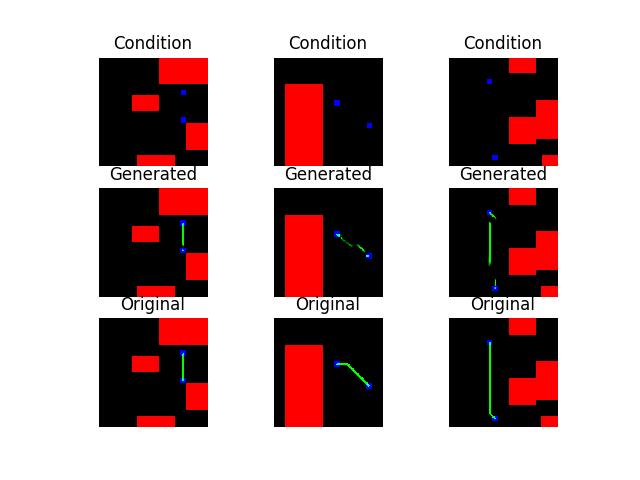 Condition
Condition
Condition
Generated
Generated
Generated
Original
Original
Original